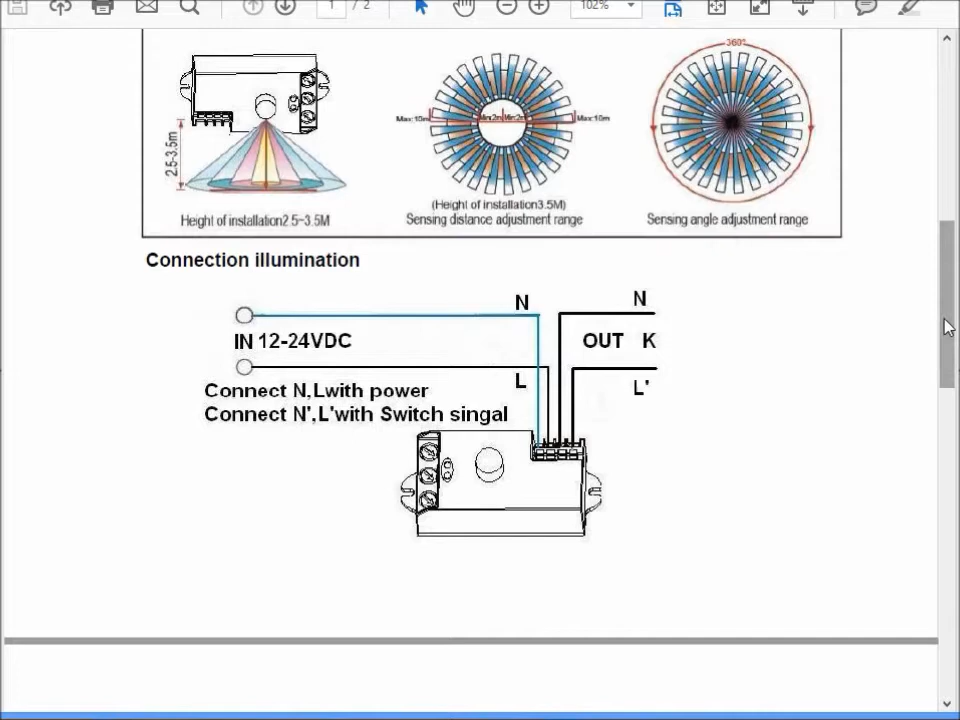 1 / 2
102%
360°
Max:10m
Min:2m
Min:2m
Max:10m
2.5-3.5m
(Height of installation3.5M)
Height of installation2.5~3.5M
Sensing distance adjustment range
Sensing angle adjustment range
Connection illumination
N
N
IN 12-24VDC
OUT K
L
L'
Connect N,Lwith power
Connect N',L'with Switch singal